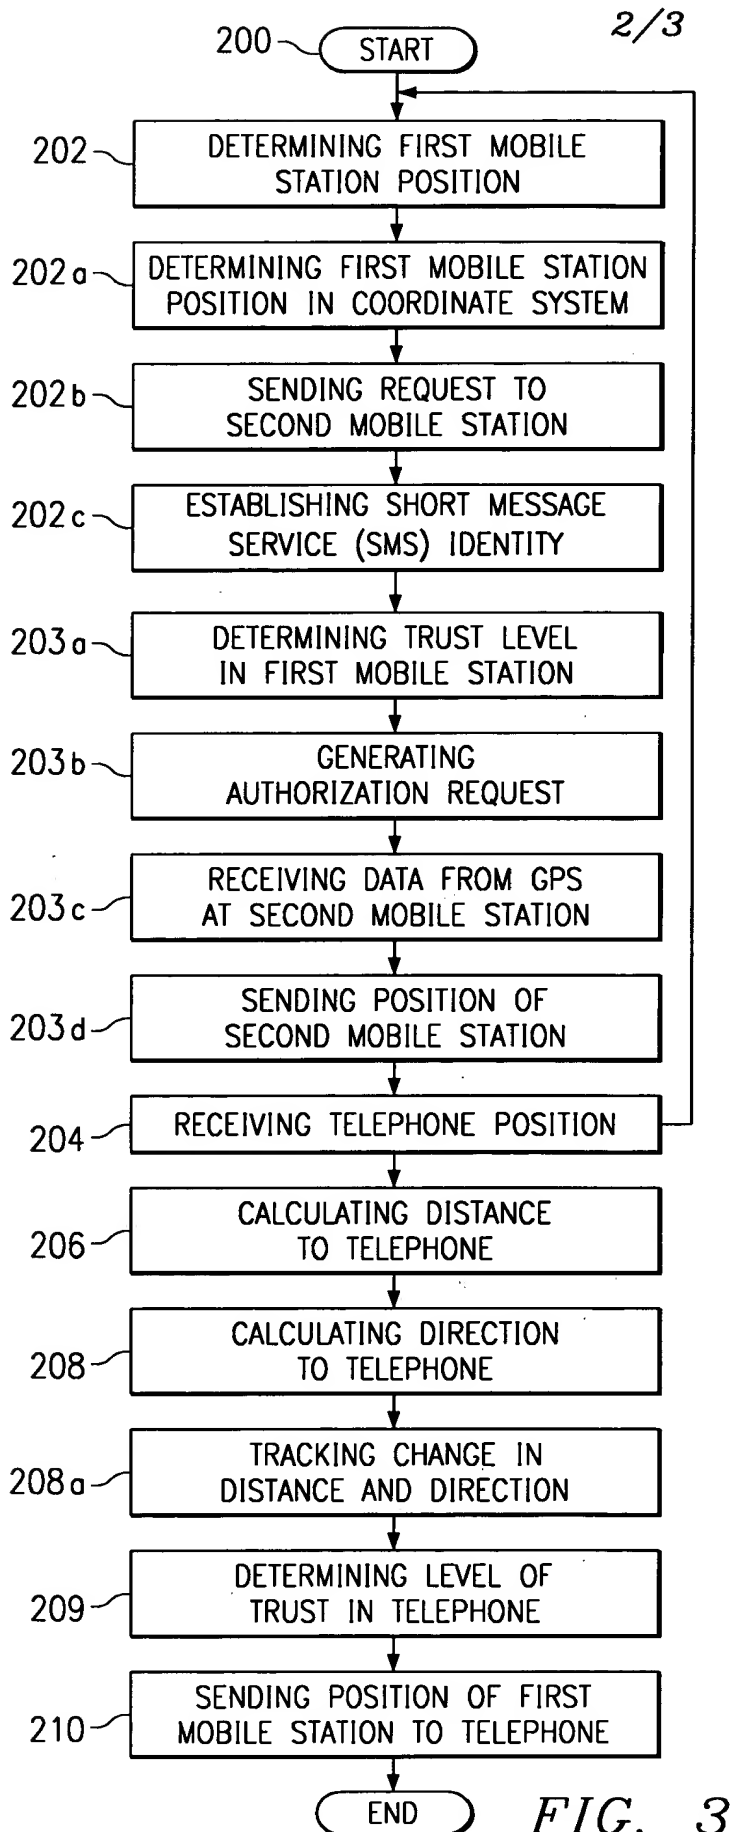 2/3
200
START
202
DETERMINING FIRST MOBILE
STATION POSITION
202a
DETERMINING FIRST MOBILE STATION
POSITION IN COORDINATE SYSTEM
202b
SENDING REQUEST TO
SECOND MOBILE STATION
202c
ESTABLISHING SHORT MESSAGE
SERVICE (SMS) IDENTITY
203a
DETERMINING TRUST LEVEL
IN FIRST MOBILE STATION
203b
GENERATING
AUTHORIZATION REQUEST
203c
RECEIVING DATA FROM GPS
AT SECOND MOBILE STATION
203d
SENDING POSITION OF
SECOND MOBILE STATION
204
RECEIVING TELEPHONE POSITION
206
CALCULATING DISTANCE
TO TELEPHONE
208
CALCULATING DIRECTION
TO TELEPHONE
208a
TRACKING CHANGE IN
DISTANCE AND DIRECTION
209
DETERMINING LEVEL OF
TRUST IN TELEPHONE
210
SENDING POSITION OF FIRST
MOBILE STATION TO TELEPHONE
END
FIG. 3